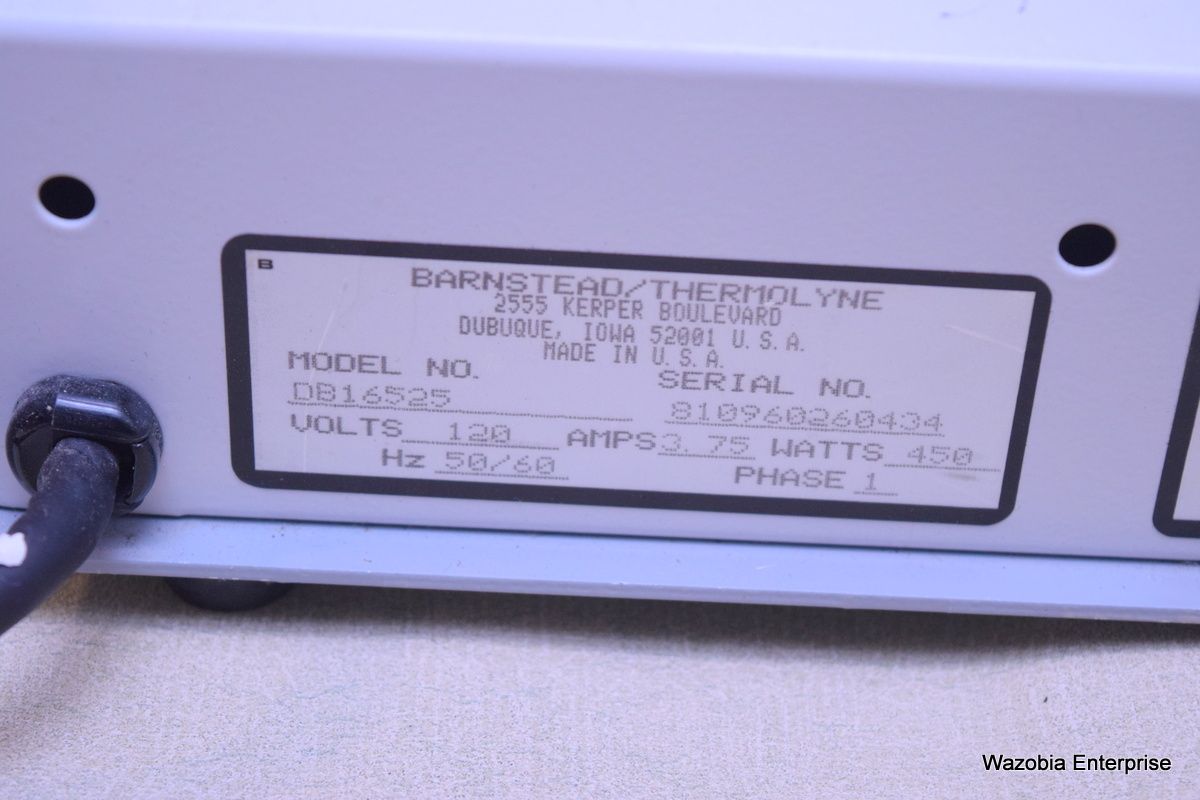 B
BARNSTEAD/THERMOLYNE
2555 KERPER BOULEVARD
DUBUQUE, IOWA 52001 U.S.A.
MADE IN U.S.A.
MODEL NO. SERIAL NO.
DB16525 810960260434
VOLTS 120 AMPS 3.75 WATTS 450
Hz 50/60 PHASE 1
Wazobia Enterprise